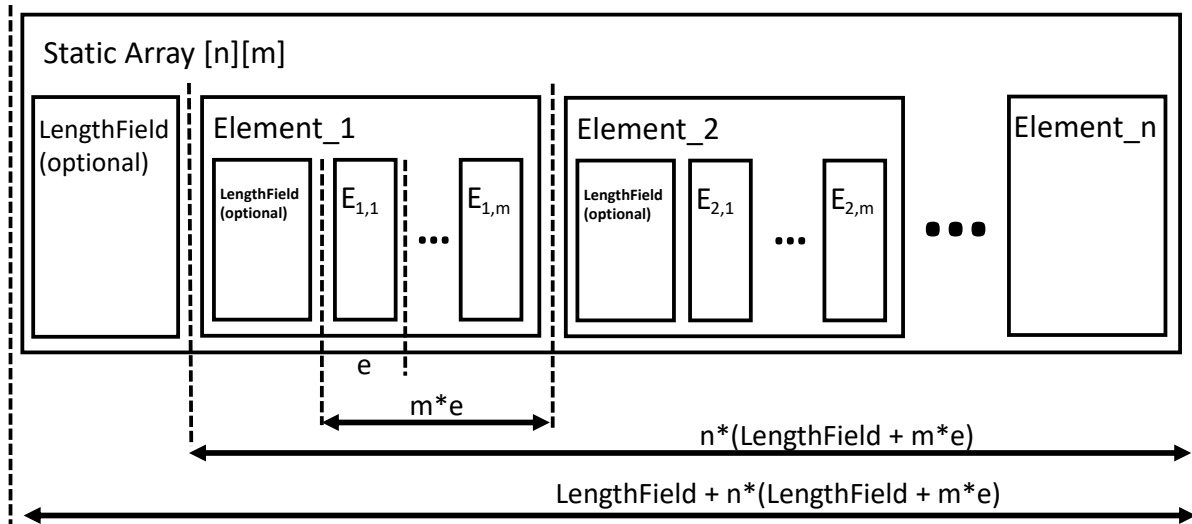 Static Array [n][m]
LengthField
(optional)
Element_1
LengthField
(optional)
E1,1
...
E1,m
Element_2
LengthField
(optional)
E2,1
...
E2,m
...
Element_n
e
m*e
n*(LengthField + m*e)
LengthField + n*(LengthField + m*e)